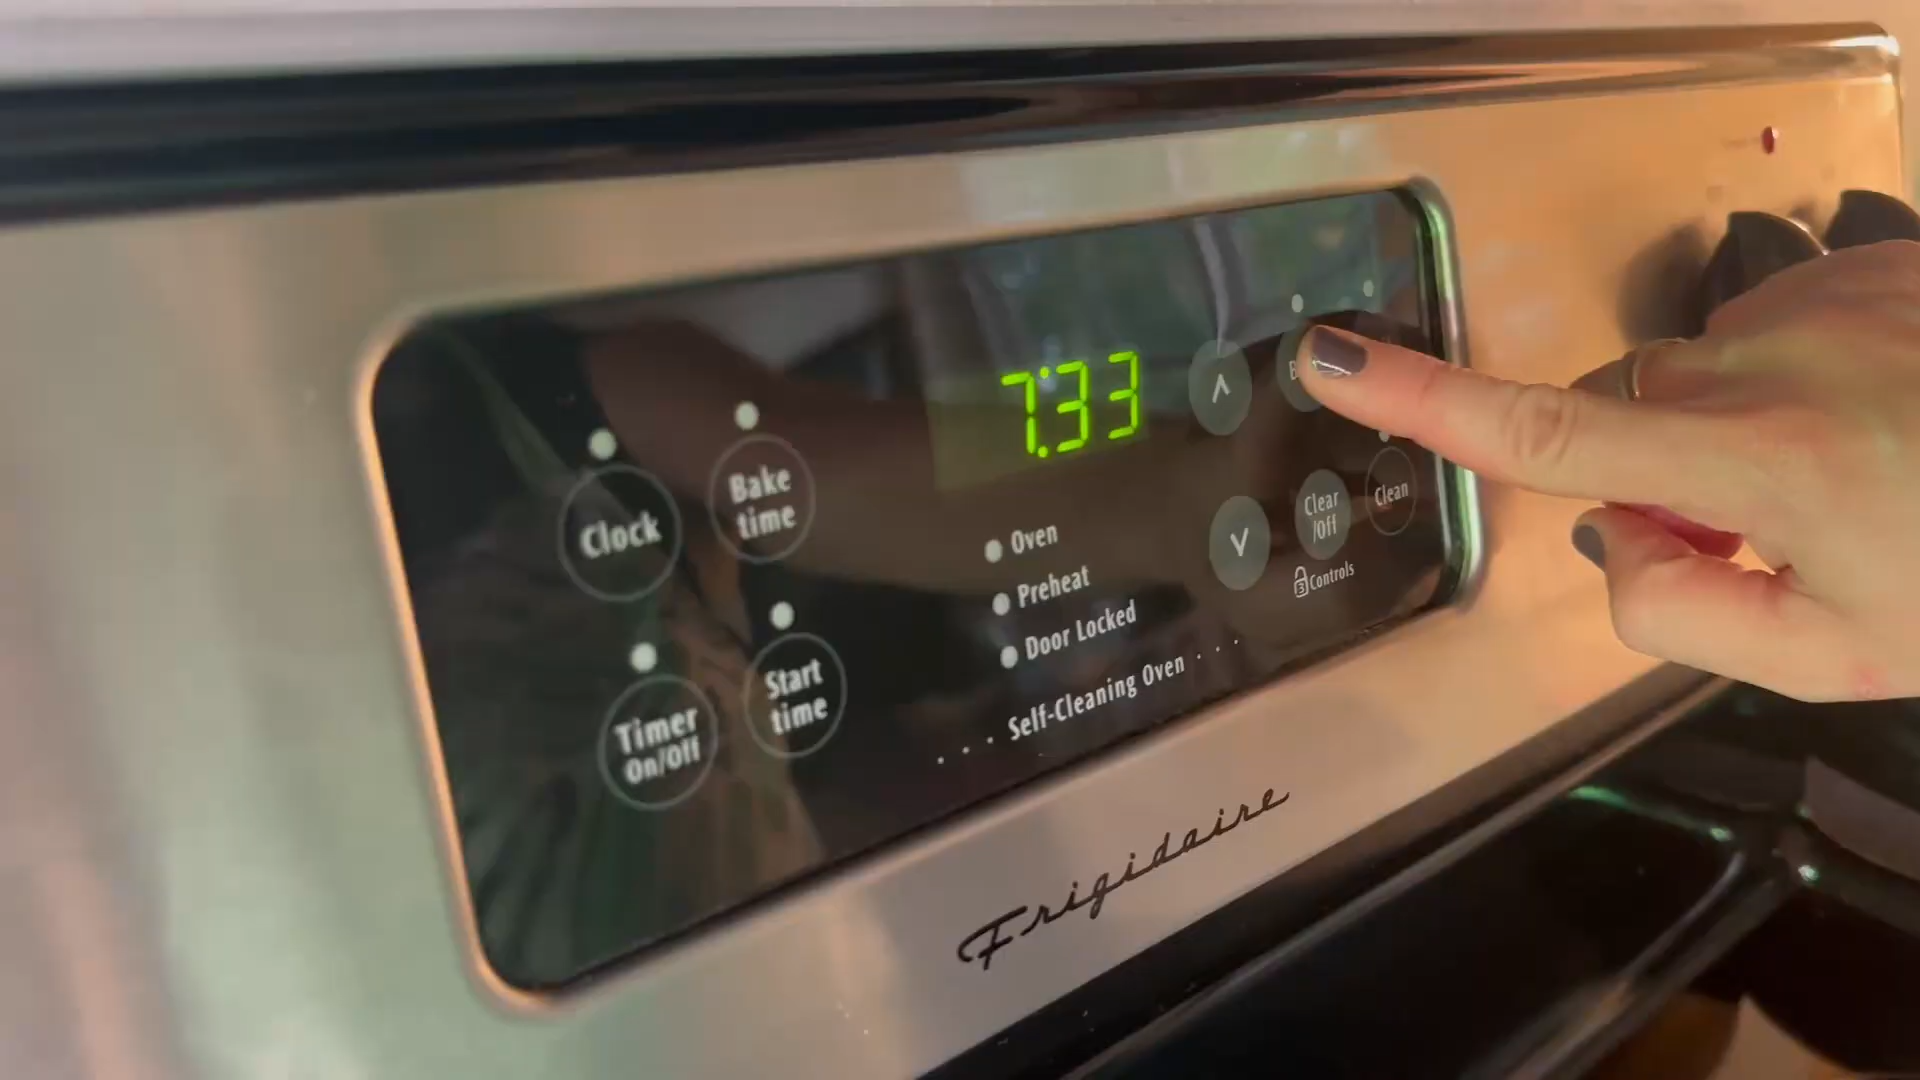 7:33
Clock
Bake
time
Timer
On/Off
Start
time
Oven
Preheat
Door Locked
Self-Cleaning Oven
Clear
/Off
Clean
Controls
Frigidaire